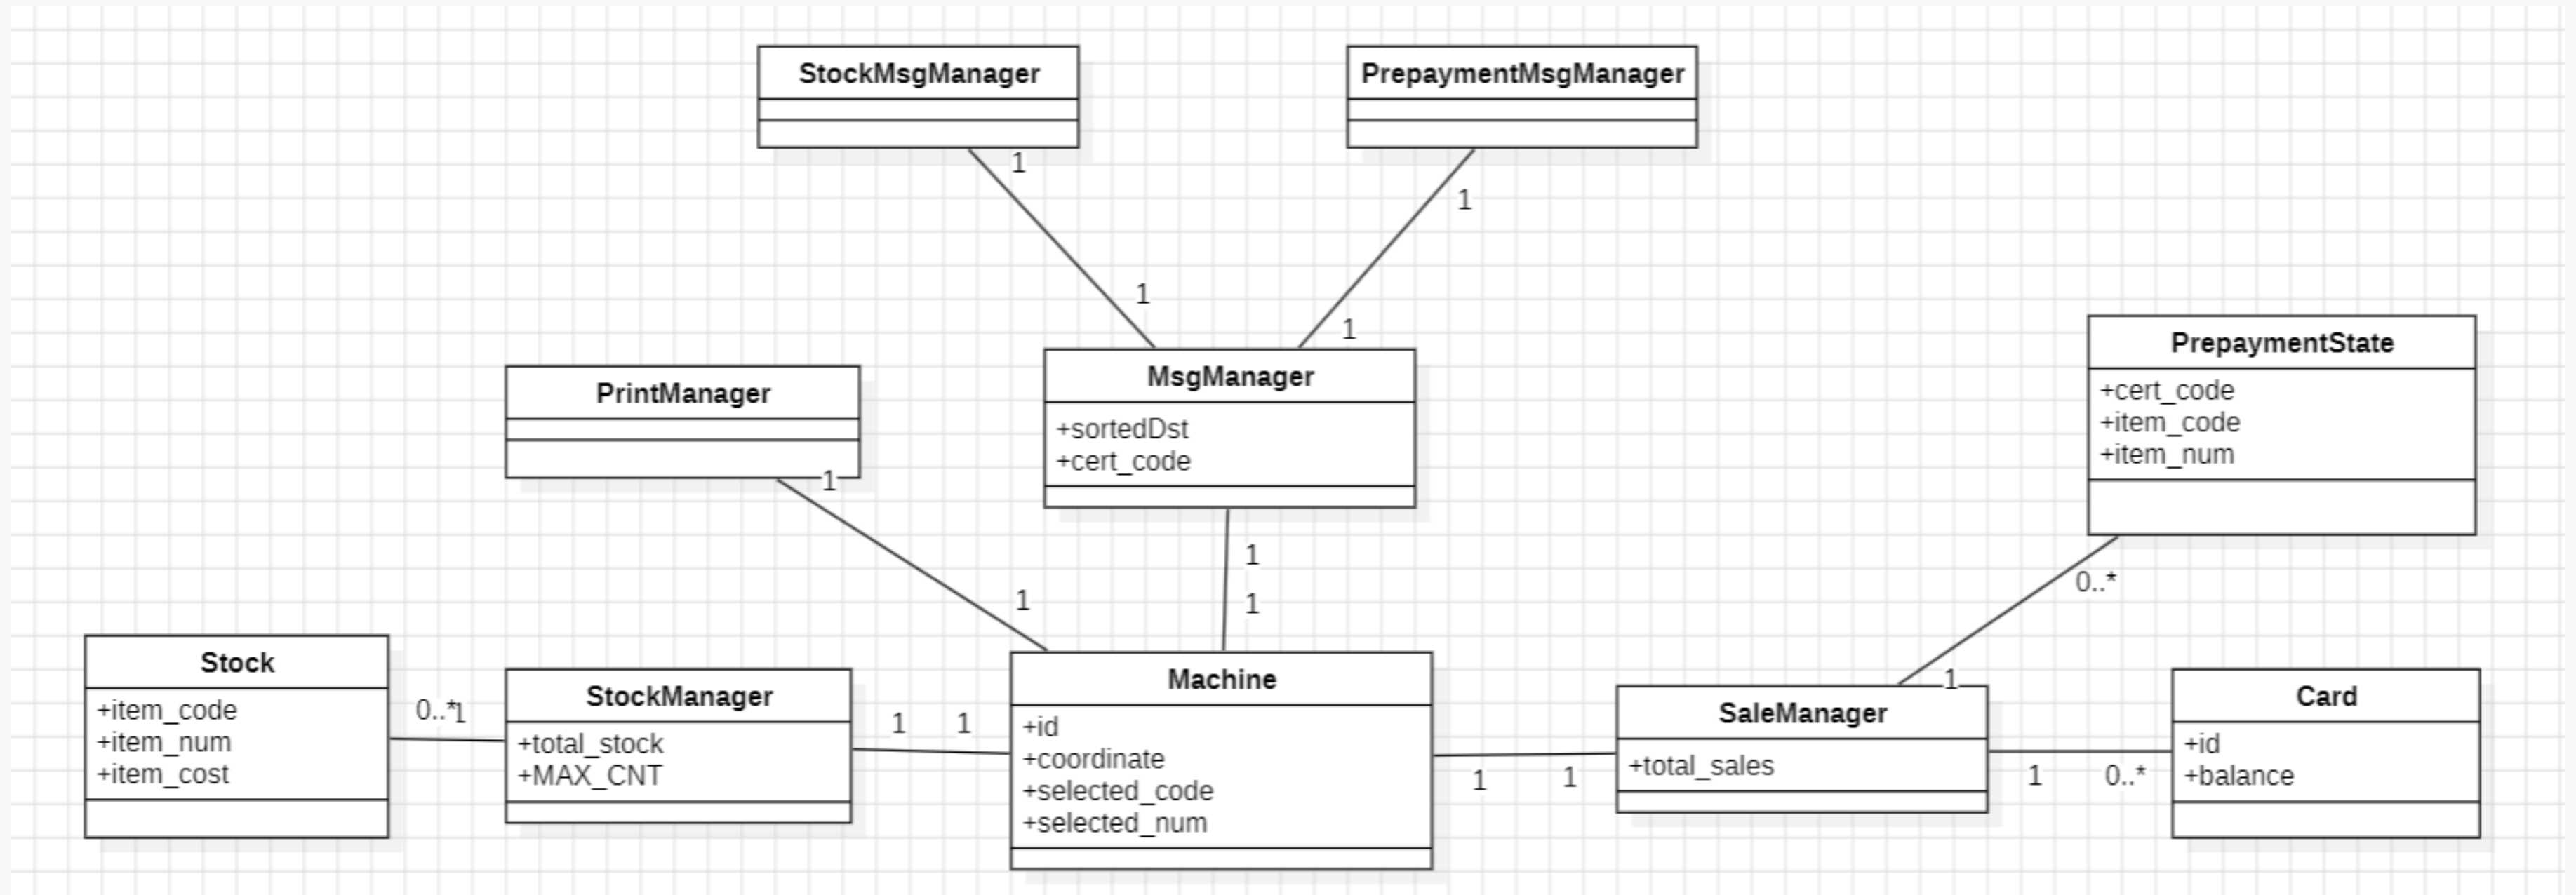 StockMsgManager
PrepaymentMsgManager
1
1
1
1
PrintManager
1
MsgManager
+sortedDst
+cert_code
PrepaymentState
+cert_code
+item_code
+item_num
1
1
1
0..*
1
Stock
+item_code
+item_num
+item_cost
0..*
1
StockManager
+total_stock
+MAX_CNT
1
1
Machine
+id
+coordinate
+selected_code
+selected_num
1
1
SaleManager
+total_sales
1
0..*
Card
+id
+balance